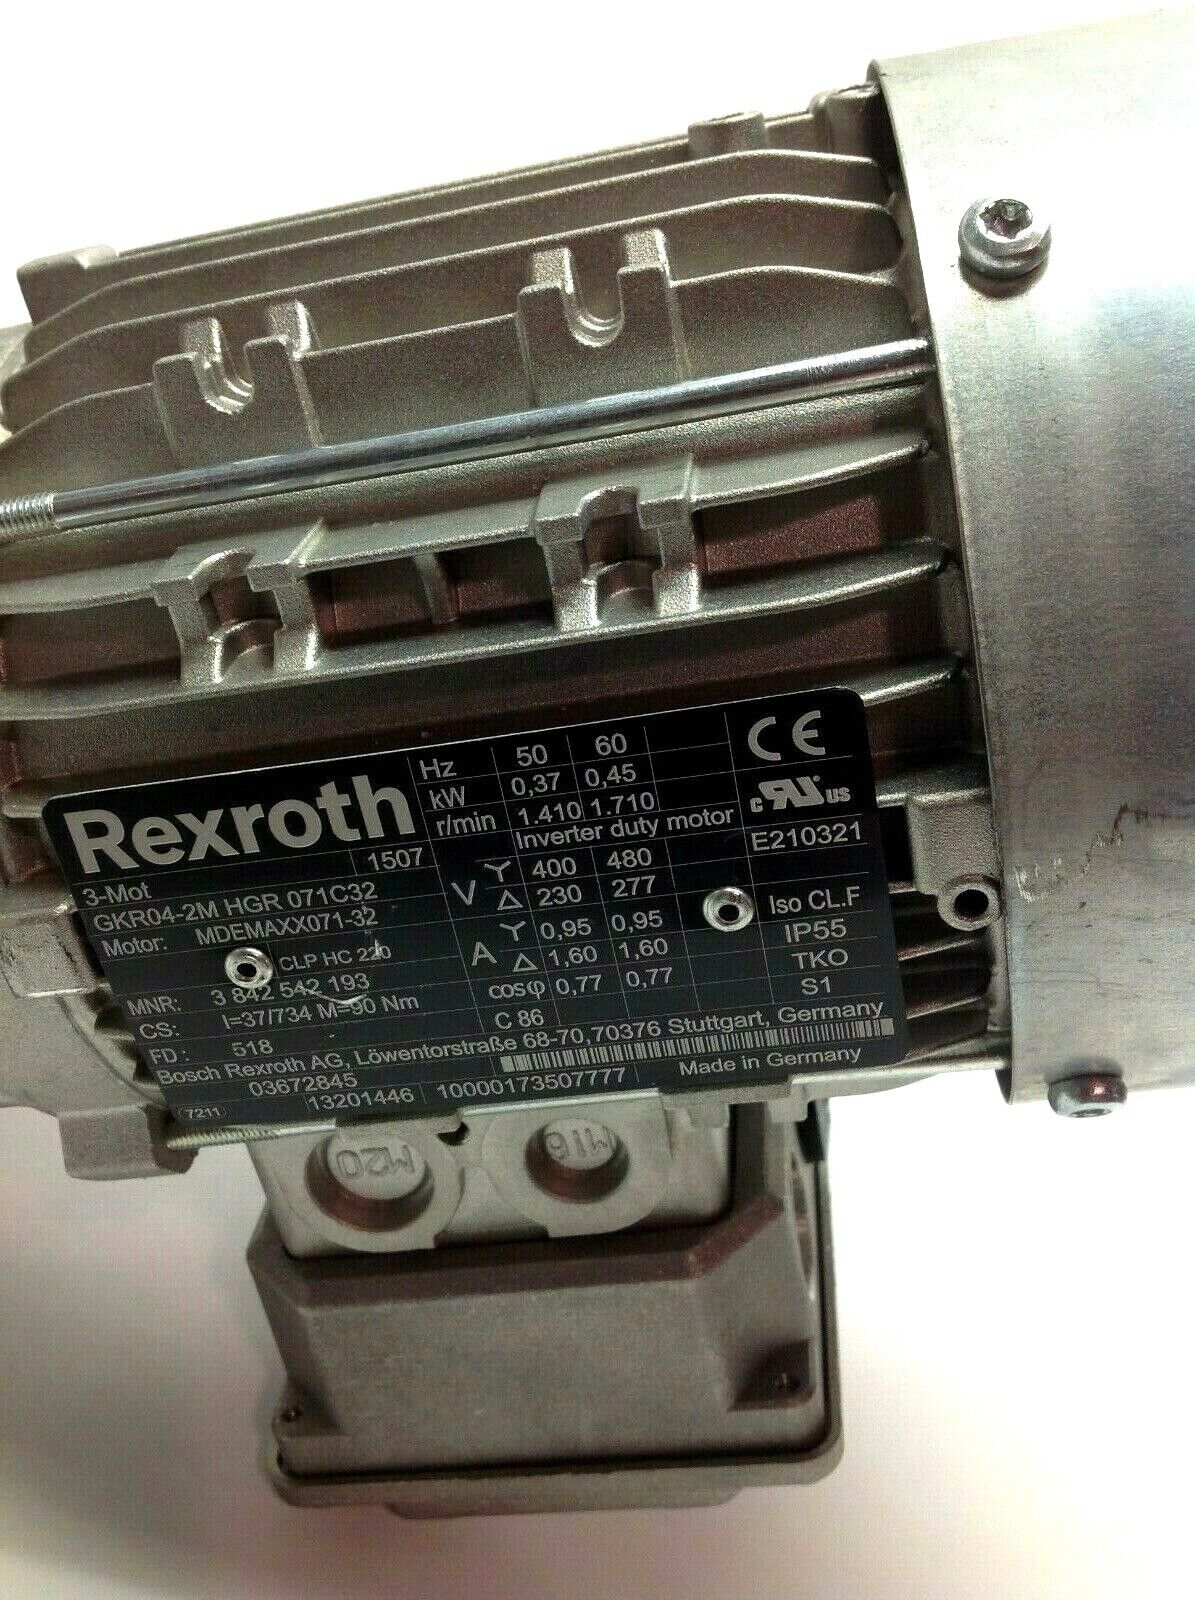 Rexroth
1507
3-Mot
GKR04-2M HGR 071C32
Motor: MDEMAXX071-32
CLP HC 220
MNR: 3 842 542 193
CS: I=37/734 M=90 Nm
FD: 518
Hz 50 60
kW 0,37 0,45
r/min 1.410 1.710
Inverter duty motor
V Y 400 480
Δ 230 277
A Y 0,95 0,95
Δ 1,60 1,60
cosφ 0,77 0,77
C 86
CE
c RU us
E210321
Iso CL.F
IP55
TKO
S1
Bosch Rexroth AG, Löwentorstraße 68-70,70376 Stuttgart, Germany
03672845
7211 13201446 10000173507777 Made in Germany
M20
M16